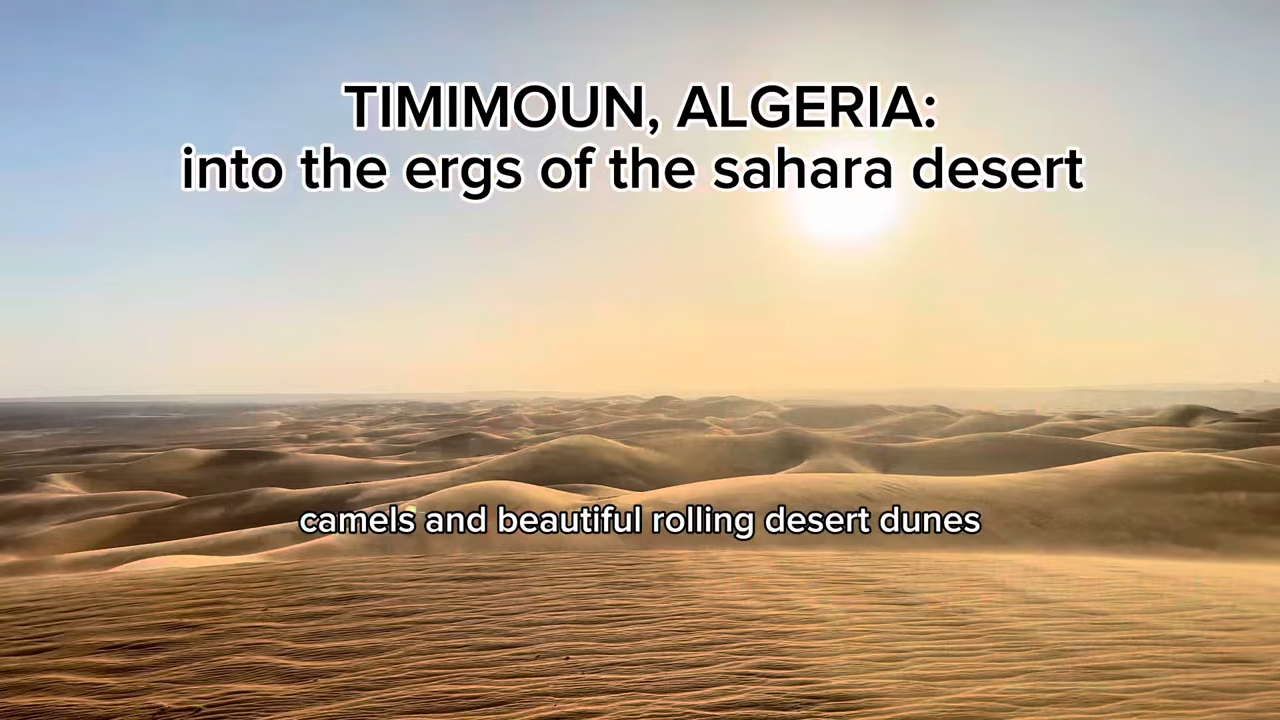 TIMIMOUN, ALGERIA:
into the ergs of the sahara desert
camels and beautiful rolling desert dunes